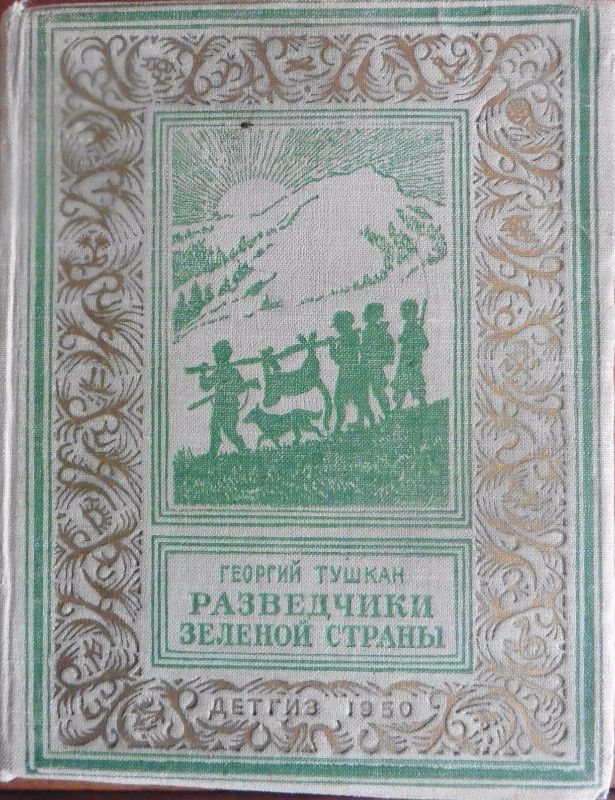 ГЕОРГИЙ ТУШКАН
РАЗВЕДЧИКИ
ЗЕЛЕНОЙ СТРАНЫ
ДЕТГИЗ 1950